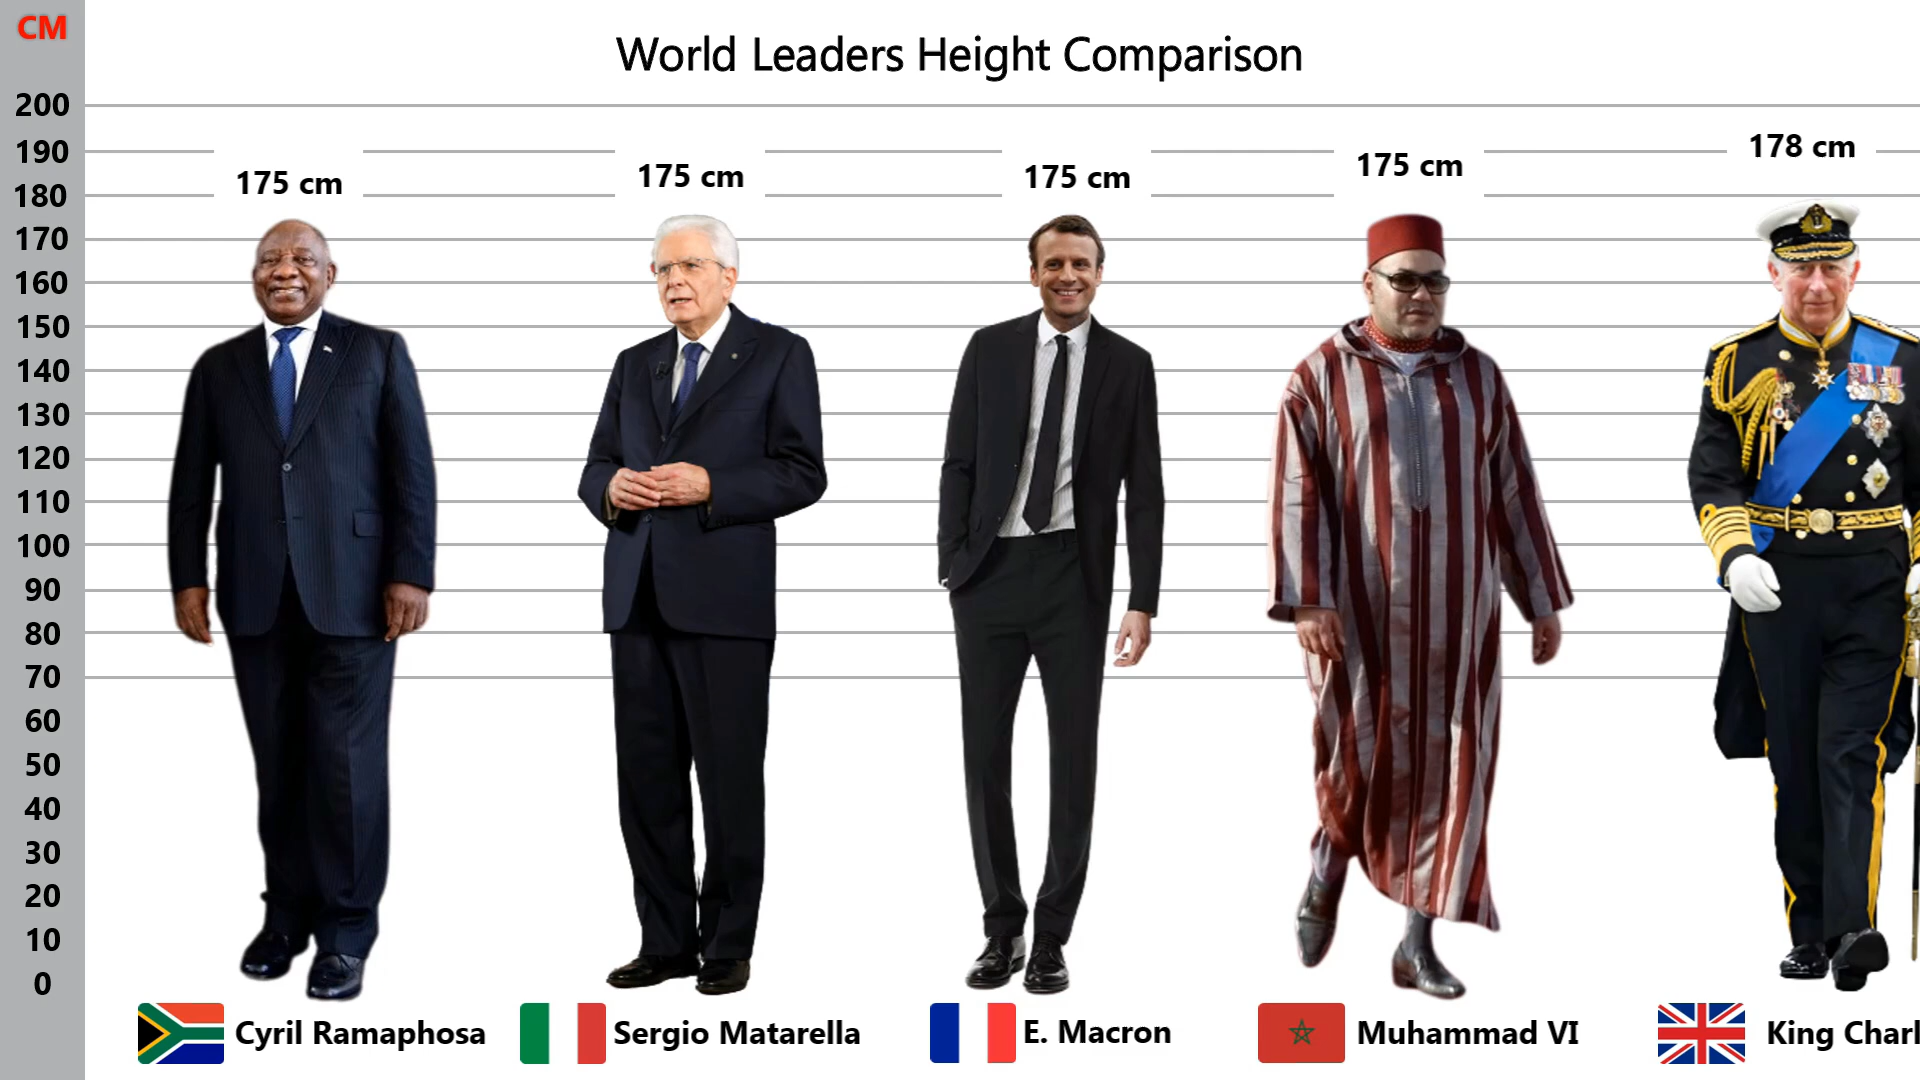 CM
World Leaders Height Comparison
200
190
180
170
160
150
140
130
120
110
100
90
80
70
60
50
40
30
20
10
0
175 cm
175 cm
175 cm
175 cm
178 cm
Cyril Ramaphosa
Sergio Matarella
E. Macron
Muhammad VI
King Charl